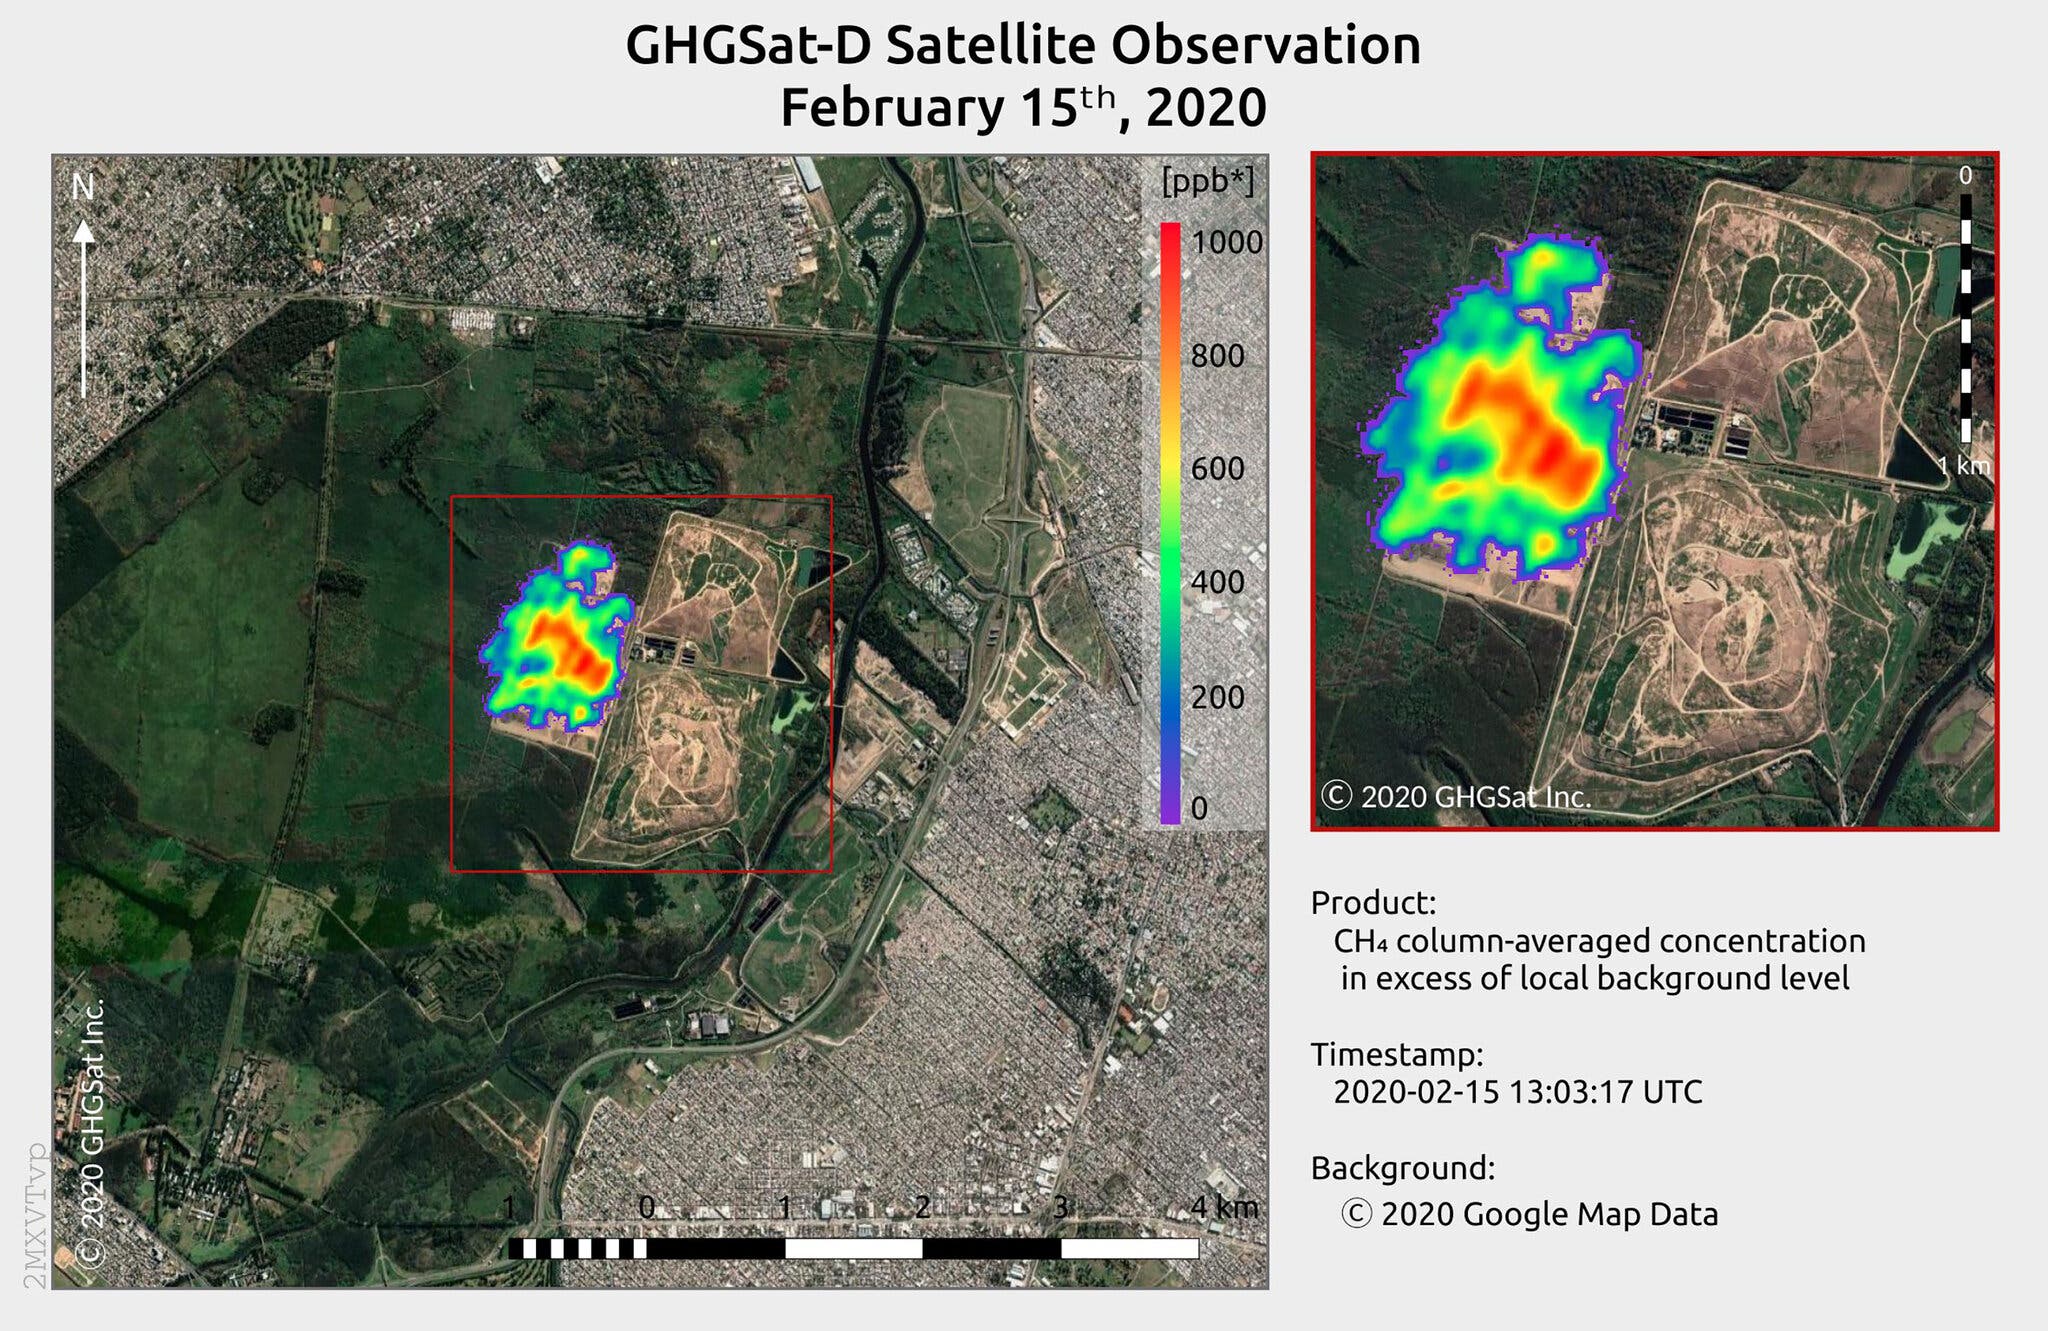 GHGSat-D Satellite Observation
February 15ᵗʰ, 2020
N
[ppb*]
1000
800
600
400
200
0
1 0 1 2 3 4 km
© 2020 GHGSat Inc.
2MXVTvp
0
1 km
© 2020 GHGSat Inc.
Product:
CH₄ column-averaged concentration
in excess of local background level
Timestamp:
2020-02-15 13:03:17 UTC
Background:
© 2020 Google Map Data